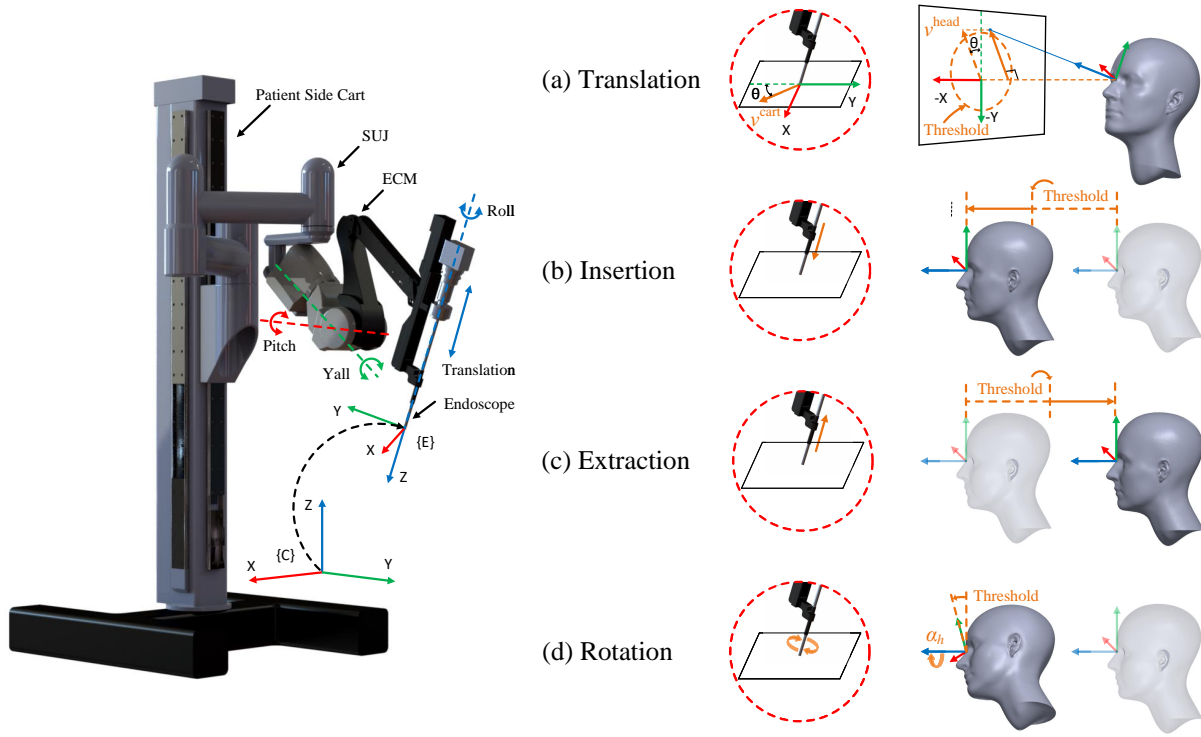 Patient Side Cart
SUJ
ECM
Roll
Pitch
Yall
Translation
Endoscope
Y
{E}
X
Z
Z
{C}
X
Y
(a) Translation
θ
Y
v^cart
X
v^head
θ
-X
-Y
Threshold
(b) Insertion
Threshold
(c) Extraction
Threshold
(d) Rotation
Threshold
α_h